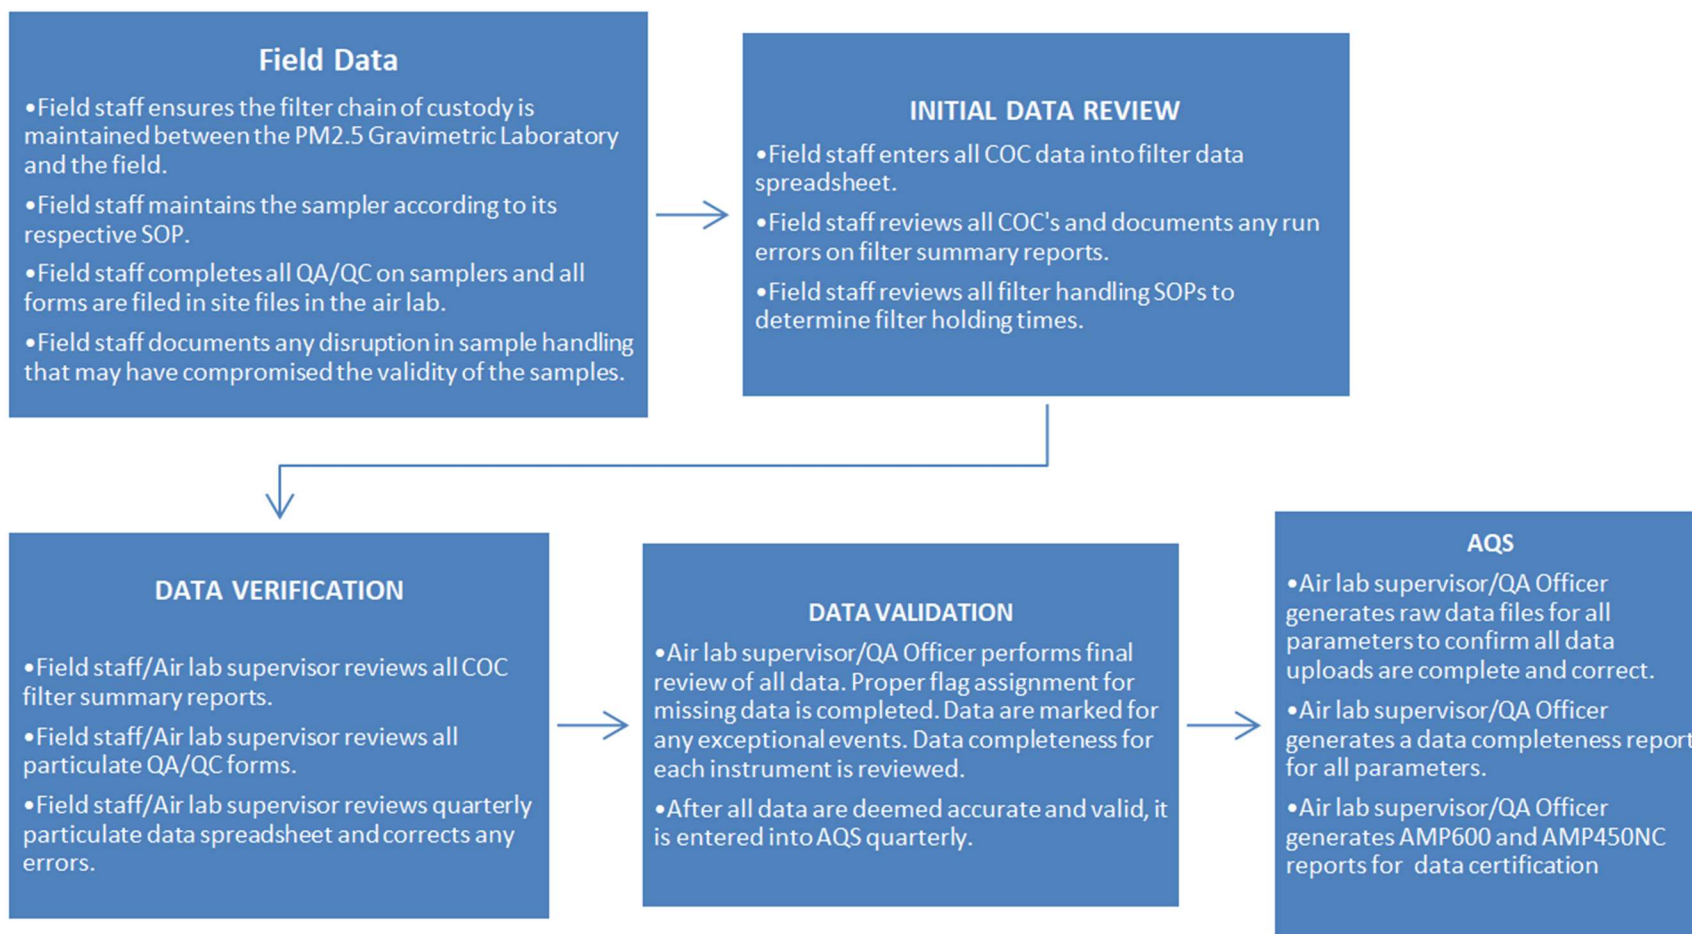 Field Data
•Field staff ensures the filter chain of custody is
maintained between the PM2.5 Gravimetric Laboratory
and the field.
•Field staff maintains the sampler according to its
respective SOP.
•Field staff completes all QA/QC on samplers and all
forms are filed in site files in the air lab.
•Field staff documents any disruption in sample handling
that may have compromised the validity of the samples.
INITIAL DATA REVIEW
•Field staff enters all COC data into filter data
spreadsheet.
•Field staff reviews all COC's and documents any run
errors on filter summary reports.
•Field staff reviews all filter handling SOPs to
determine filter holding times.
DATA VERIFICATION
•Field staff/Air lab supervisor reviews all COC
filter summary reports.
•Field staff/Air lab supervisor reviews all
particulate QA/QC forms.
•Field staff/Air lab supervisor reviews quarterly
particulate data spreadsheet and corrects any
errors.
DATA VALIDATION
•Air lab supervisor/QA Officer performs final
review of all data. Proper flag assignment for
missing data is completed. Data are marked for
any exceptional events. Data completeness for
each instrument is reviewed.
•After all data are deemed accurate and valid, it
is entered into AQS quarterly.
AQS
•Air lab supervisor/QA Officer
generates raw data files for all
parameters to confirm all data
uploads are complete and correct.
•Air lab supervisor/QA Officer
generates a data completeness report
for all parameters.
•Air lab supervisor/QA Officer
generates AMP600 and AMP450NC
reports for data certification